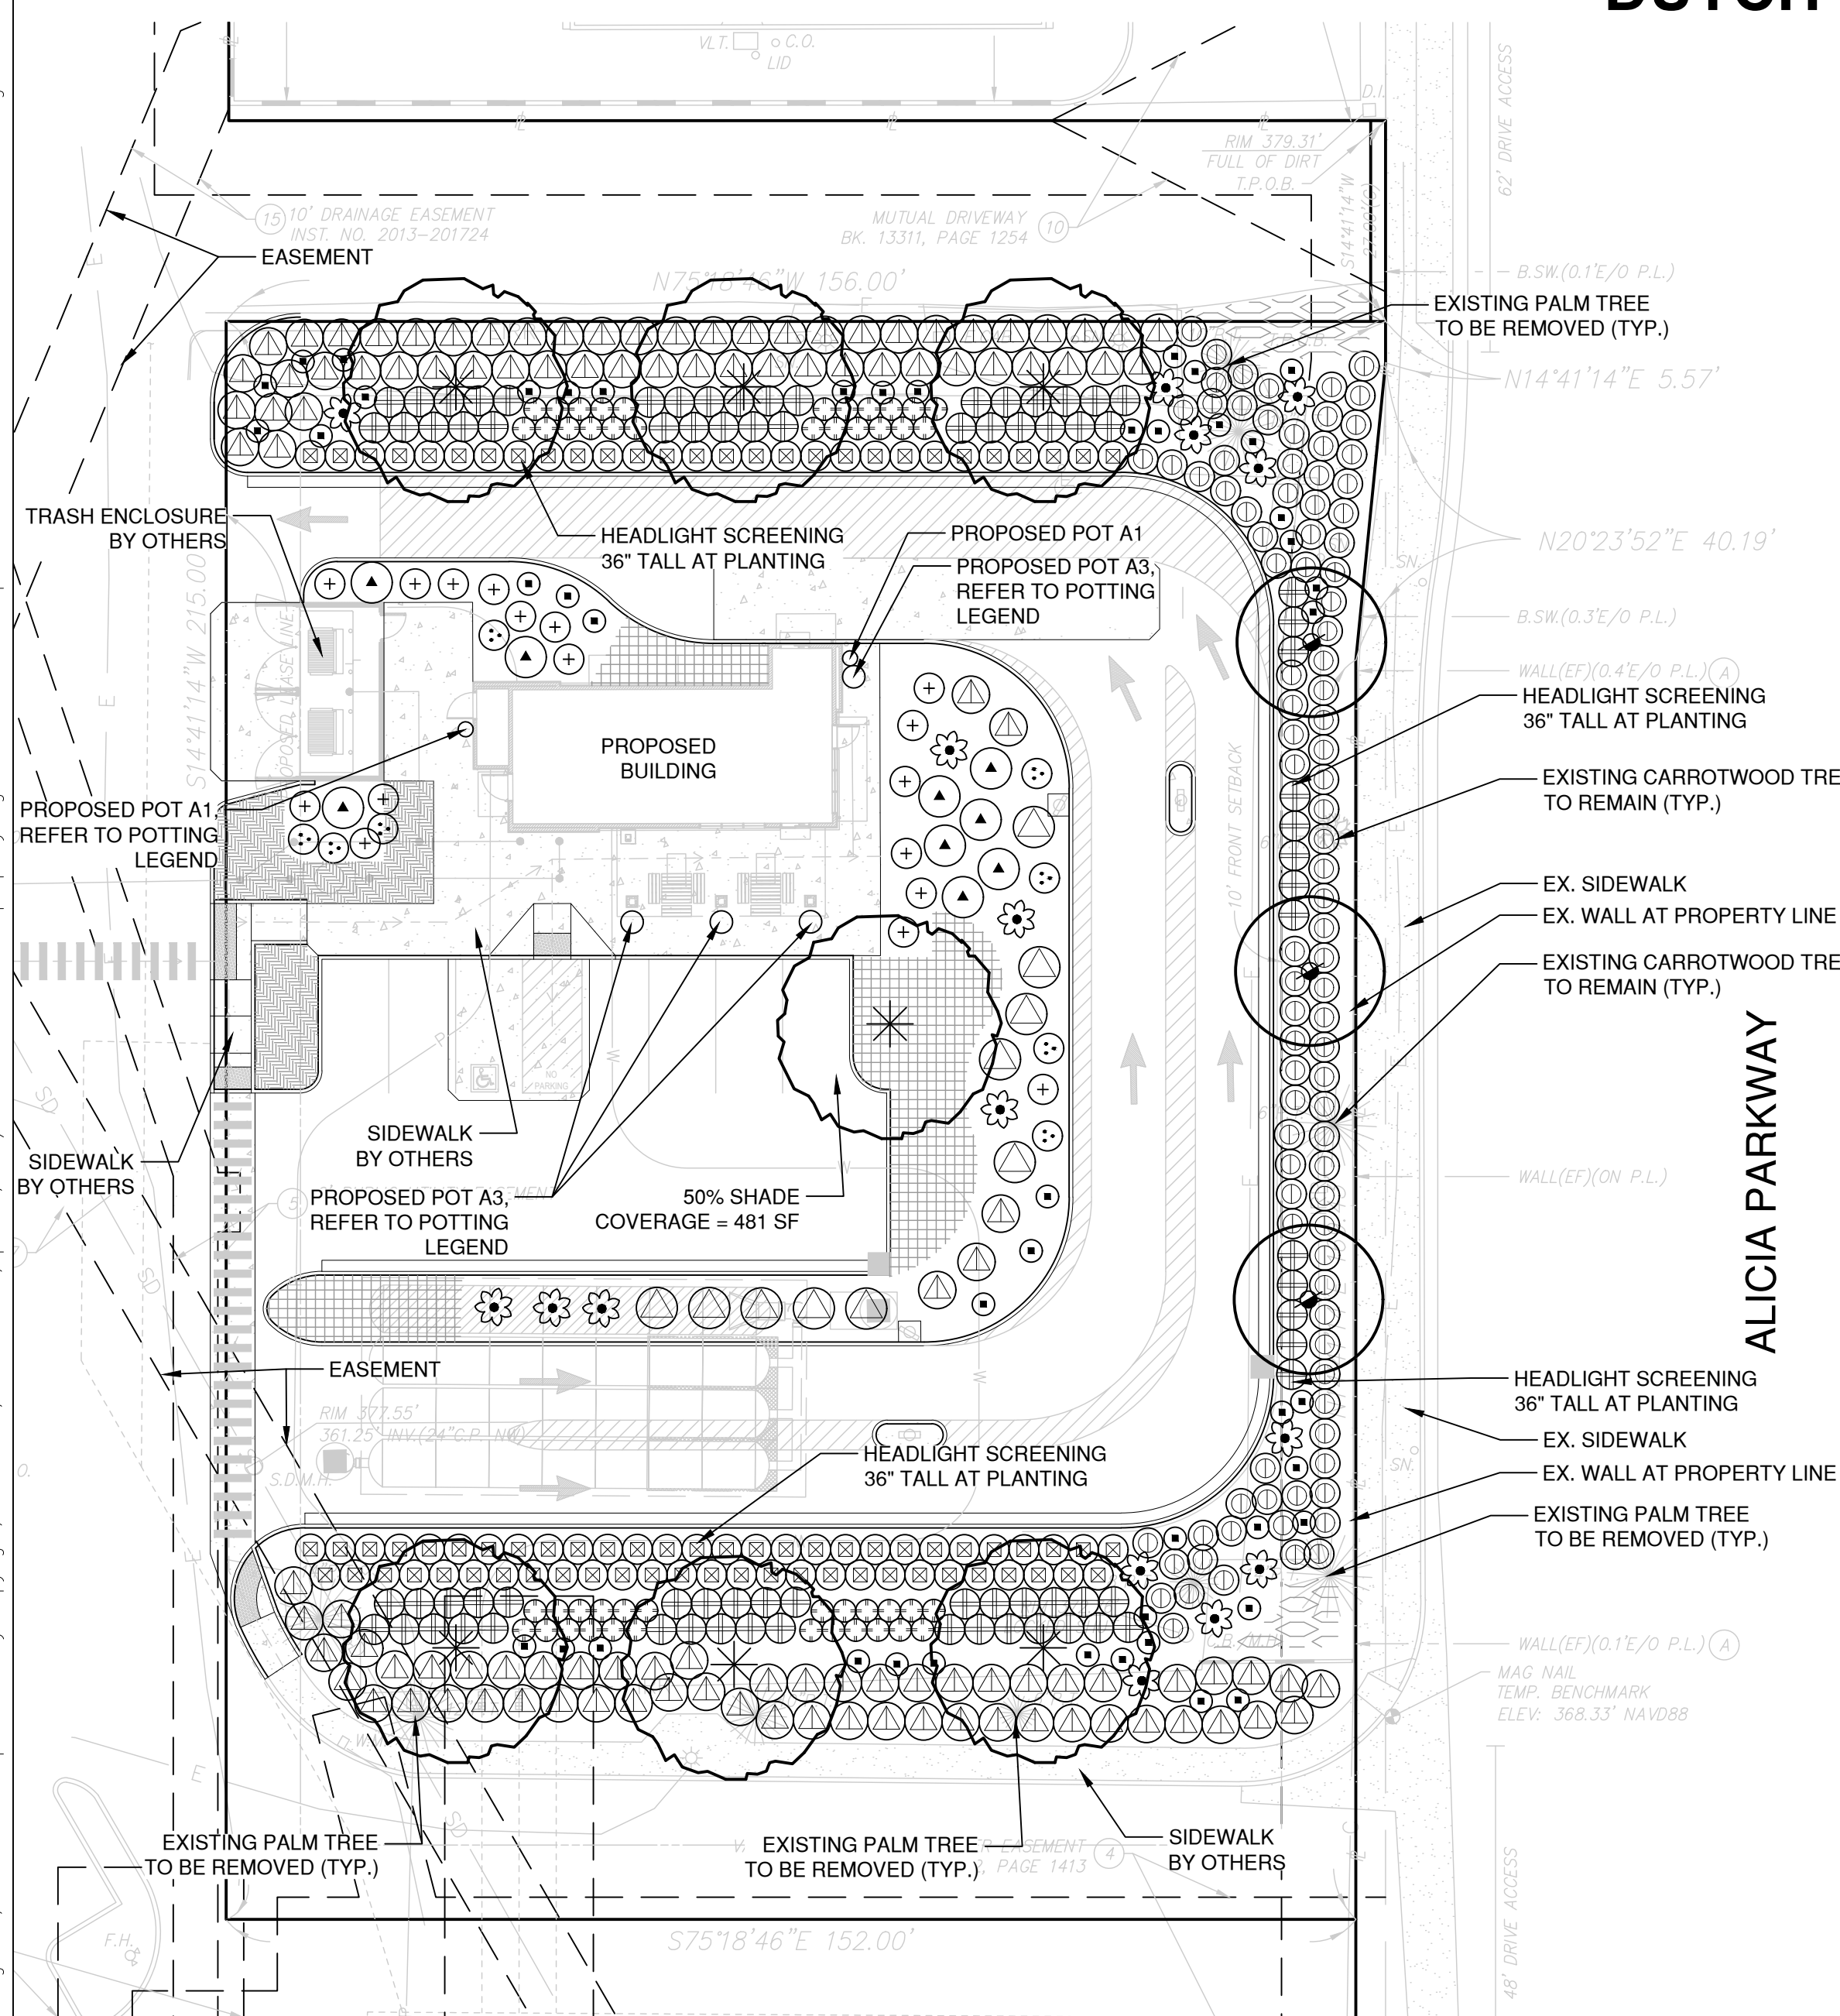 VLT.
C.O.
LID
D.I.
62' DRIVE ACCESS
RIM 379.31'
FULL OF DIRT
T.P.O.B.
S14°41'14"W
27.00'(C)
15
10' DRAINAGE EASEMENT
INST. NO. 2013-201724
MUTUAL DRIVEWAY
BK. 13311, PAGE 1254
10
EASEMENT
N75°18'46"W 156.00'
B.SW.(0.1'E/O P.L.)
EXISTING PALM TREE
TO BE REMOVED (TYP.)
N14°41'14"E 5.57'
TRASH ENCLOSURE
BY OTHERS
HEADLIGHT SCREENING
36" TALL AT PLANTING
PROPOSED POT A1
PROPOSED POT A3,
REFER TO POTTING
LEGEND
N20°23'52"E 40.19'
SN.
B.SW.(0.3'E/O P.L.)
S14°41'14"W 215.00'
WALL(EF)(0.4'E/O P.L.)
A
HEADLIGHT SCREENING
36" TALL AT PLANTING
PROPOSED
BUILDING
10' FRONT SETBACK
EXISTING CARROTWOOD TRE
TO REMAIN (TYP.)
PROPOSED POT A1,
REFER TO POTTING
LEGEND
EX. SIDEWALK
EX. WALL AT PROPERTY LINE
EXISTING CARROTWOOD TRE
TO REMAIN (TYP.)
ALICIA PARKWAY
NO
PARKING
SIDEWALK
BY OTHERS
SIDEWALK
BY OTHERS
WALL(EF)(ON P.L.)
5
PROPOSED POT A3,
REFER TO POTTING
LEGEND
50% SHADE
COVERAGE = 481 SF
EASEMENT
HEADLIGHT SCREENING
36" TALL AT PLANTING
RIM 377.55'
361.25' INV.(24"C.P. NW)
S.D.M.H.
HEADLIGHT SCREENING
36" TALL AT PLANTING
EX. SIDEWALK
SN.
EX. WALL AT PROPERTY LINE
EXISTING PALM TREE
TO BE REMOVED (TYP.)
WALL(EF)(0.1'E/O P.L.)
A
MAG NAIL
TEMP. BENCHMARK
ELEV: 368.33' NAVD88
EXISTING PALM TREE
TO BE REMOVED (TYP.)
EXISTING PALM TREE
TO BE REMOVED (TYP.)
EASEMENT
PAGE 1413
4
SIDEWALK
BY OTHERS
S75°18'46"E 152.00'
F.H.
48' DRIVE ACCESS